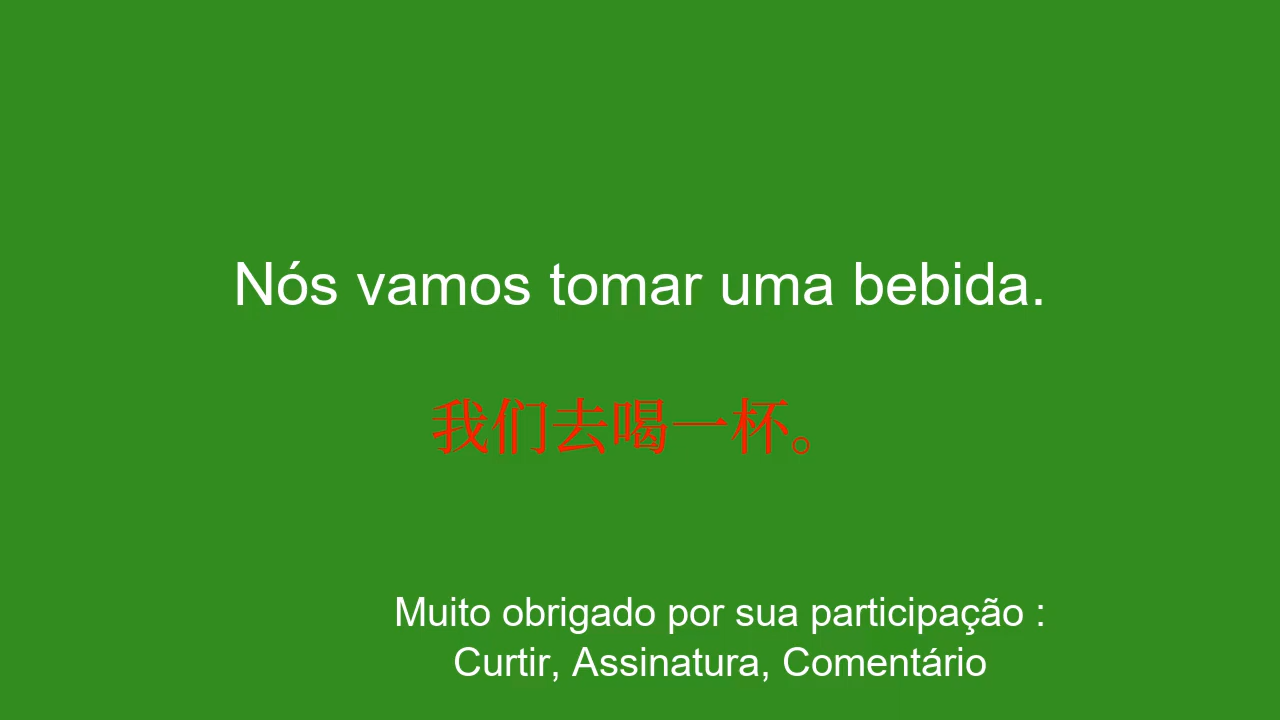 Nós vamos tomar uma bebida.
我们去喝一杯。
Muito obrigado por sua participação :
Curtir, Assinatura, Comentário